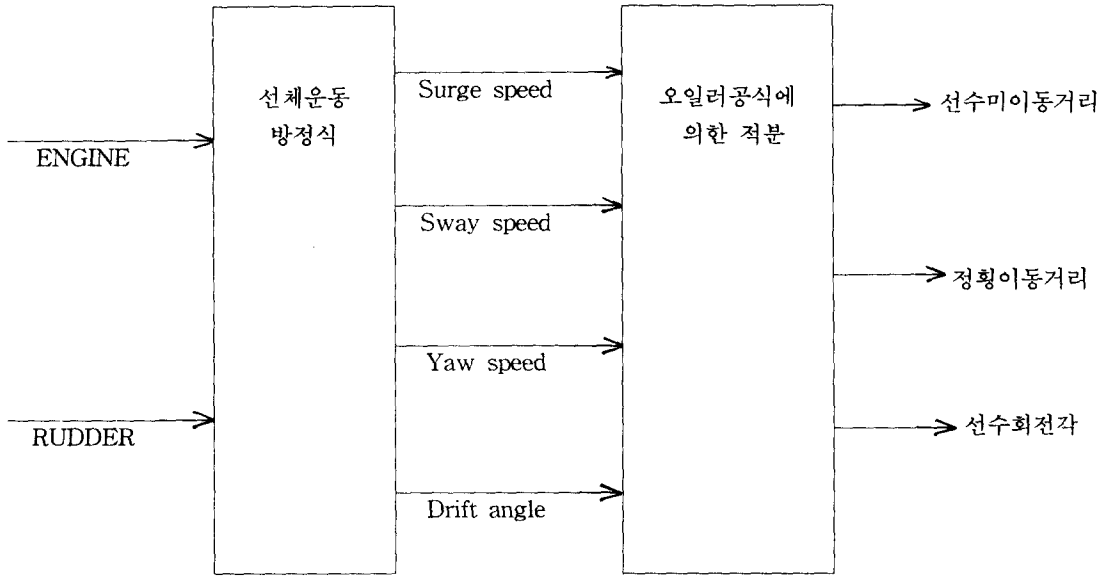 선체운동
방정식
ENGINE
RUDDER
Surge speed
Sway speed
Yaw speed
Drift angle
오일러공식에
의한 적분
선수미이동거리
정횡이동거리
선수회전각